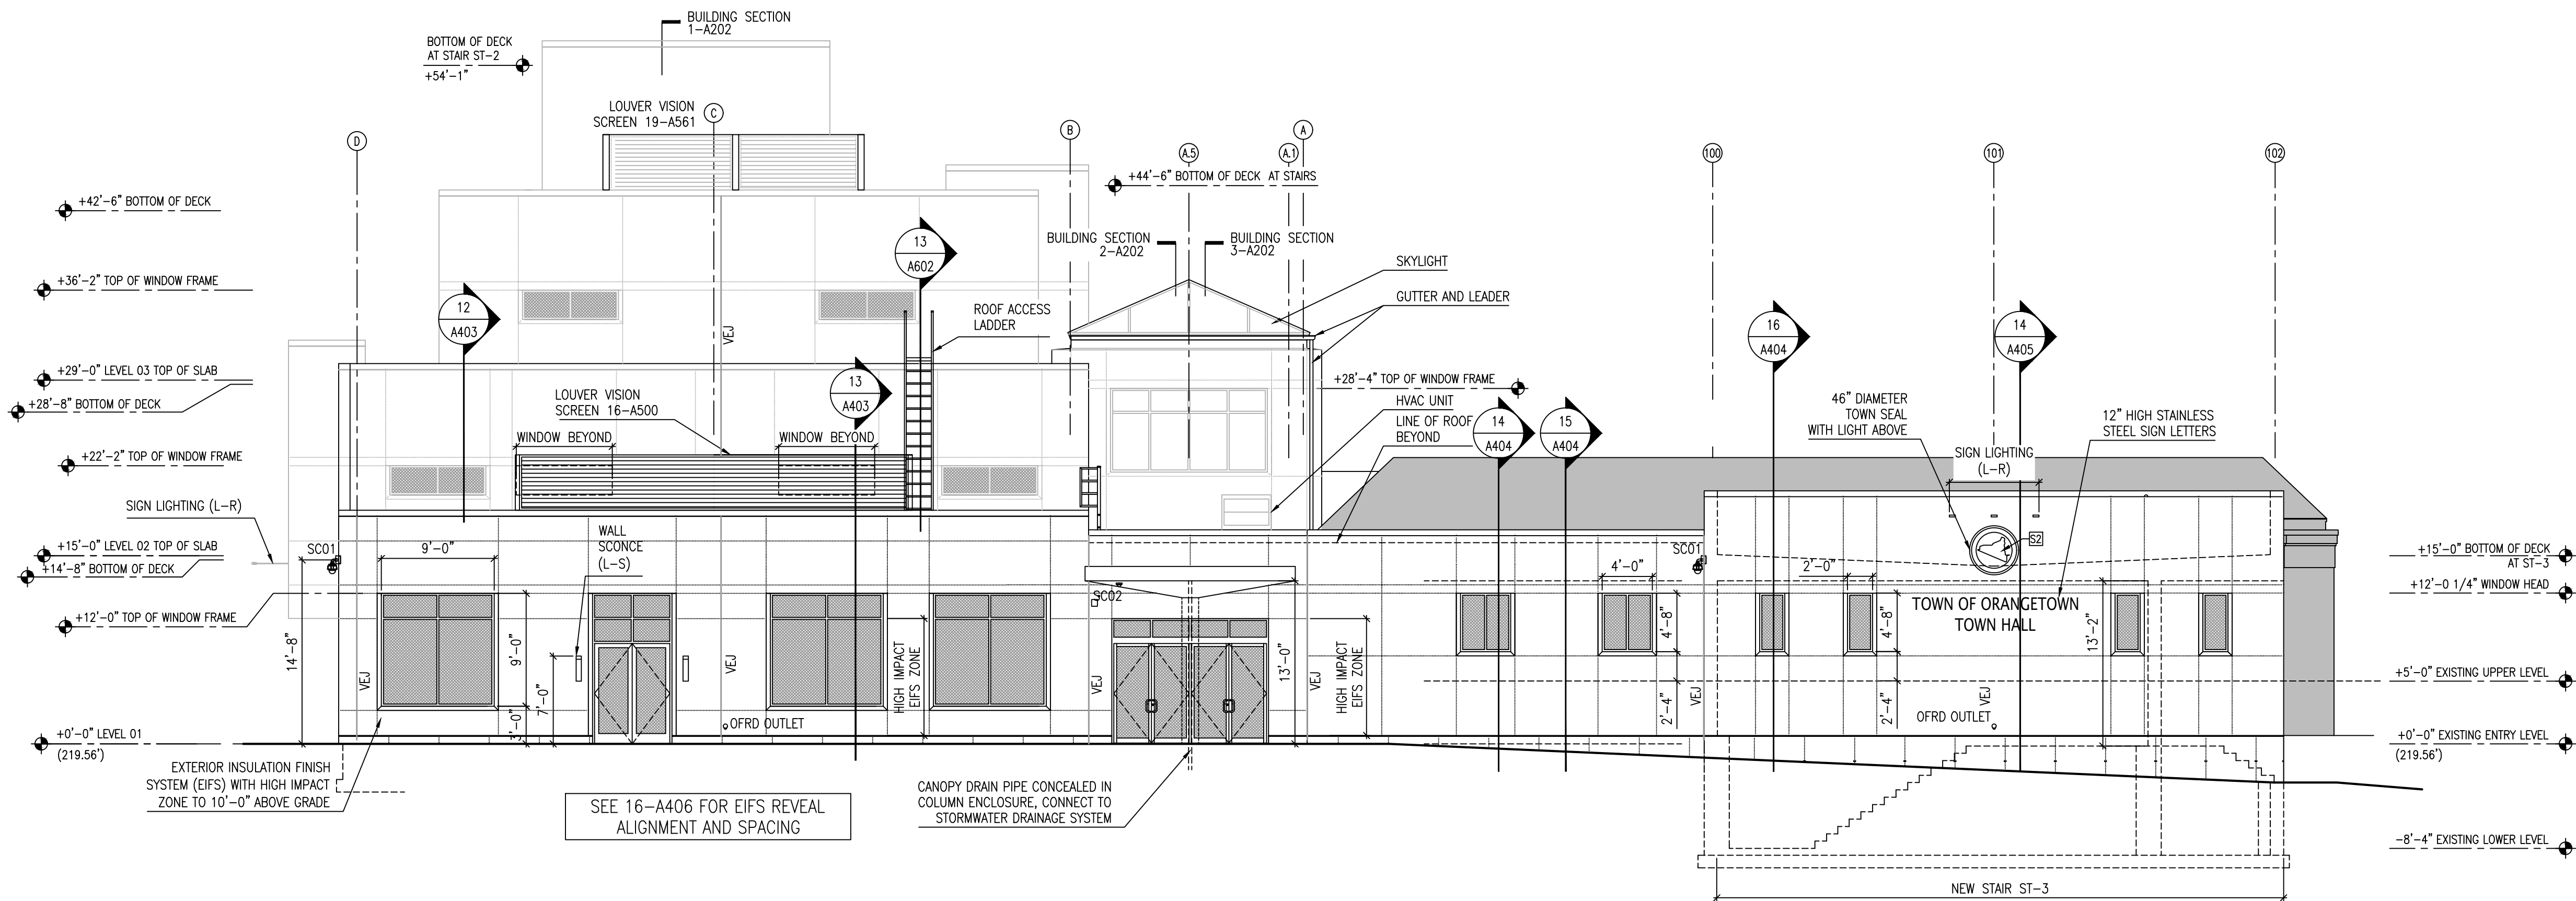 BUILDING SECTION
1-A202
BOTTOM OF DECK
AT STAIR ST-2
+54'-1"
LOUVER VISION
SCREEN 19-A561
D
C
B
A.5
A.1
A
100
101
102
+44'-6" BOTTOM OF DECK AT STAIRS
+42'-6" BOTTOM OF DECK
+36'-2" TOP OF WINDOW FRAME
+29'-0" LEVEL 03 TOP OF SLAB
+28'-8" BOTTOM OF DECK
+22'-2" TOP OF WINDOW FRAME
SIGN LIGHTING (L-R)
+15'-0" LEVEL 02 TOP OF SLAB
+14'-8" BOTTOM OF DECK
+12'-0" TOP OF WINDOW FRAME
+0'-0" LEVEL 01
(219.56')
12
A403
13
A602
13
A403
VEJ
ROOF ACCESS
LADDER
LOUVER VISION
SCREEN 16-A500
WINDOW BEYOND
WINDOW BEYOND
BUILDING SECTION
2-A202
BUILDING SECTION
3-A202
SKYLIGHT
GUTTER AND LEADER
+28'-4" TOP OF WINDOW FRAME
HVAC UNIT
LINE OF ROOF
BEYOND
14
A404
15
A404
16
A404
14
A405
46" DIAMETER
TOWN SEAL
WITH LIGHT ABOVE
12" HIGH STAINLESS
STEEL SIGN LETTERS
SIGN LIGHTING
(L-R)
S2
SC01
9'-0"
WALL
SCONCE
(L-S)
14'-8"
VEJ
9'-0"
3'-0"
7'-0"
VEJ
OFRD OUTLET
HIGH IMPACT
EIFS ZONE
VEJ
SC02
13'-0"
VEJ
HIGH IMPACT
EIFS ZONE
4'-0"
4'-8"
2'-4"
SC01
VEJ
2'-0"
4'-8"
2'-4"
TOWN OF ORANGETOWN
TOWN HALL
VEJ
OFRD OUTLET
13'-2"
+15'-0" BOTTOM OF DECK
AT ST-3
+12'-0 1/4" WINDOW HEAD
+5'-0" EXISTING UPPER LEVEL
+0'-0" EXISTING ENTRY LEVEL
(219.56')
-8'-4" EXISTING LOWER LEVEL
EXTERIOR INSULATION FINISH
SYSTEM (EIFS) WITH HIGH IMPACT
ZONE TO 10'-0" ABOVE GRADE
SEE 16-A406 FOR EIFS REVEAL
ALIGNMENT AND SPACING
CANOPY DRAIN PIPE CONCEALED IN
COLUMN ENCLOSURE, CONNECT TO
STORMWATER DRAINAGE SYSTEM
NEW STAIR ST-3